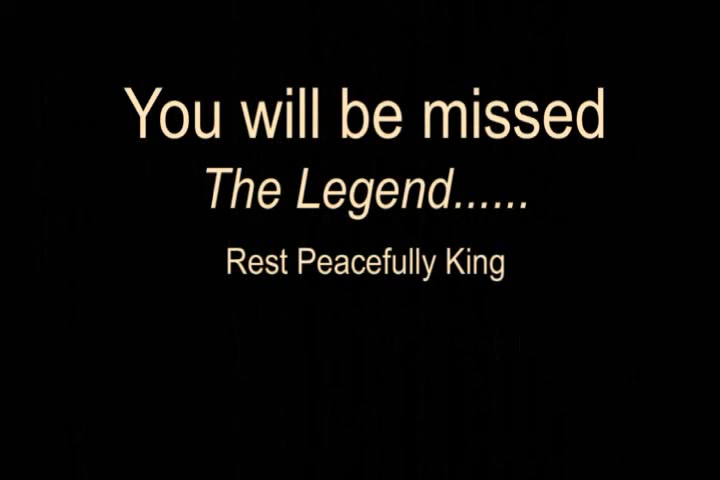 You will be missed
The Legend......
Rest Peacefully King